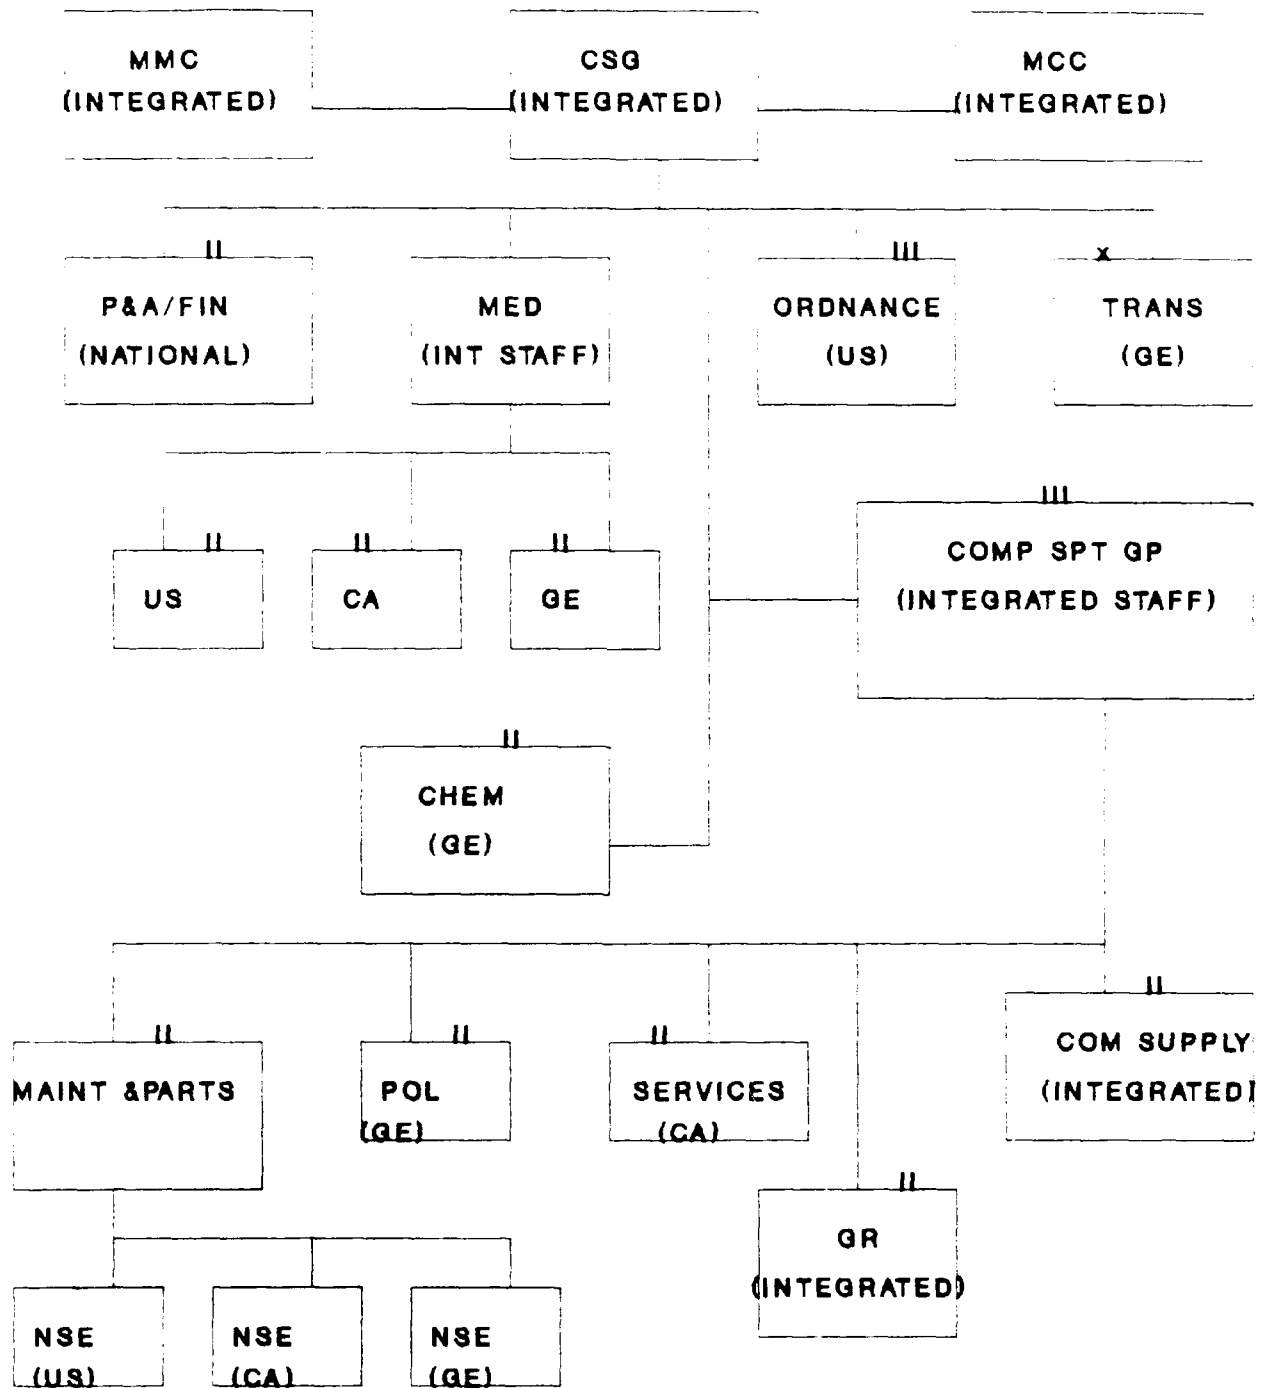 MMC
(INTEGRATED)
CSG
(INTEGRATED)
MCC
(INTEGRATED)
II
P&A/FIN
(NATIONAL)
MED
(INT STAFF)
III
ORDNANCE
(US)
x
TRANS
(GE)
II
US
II
CA
II
GE
III
COMP SPT GP
(INTEGRATED STAFF)
II
CHEM
(GE)
II
MAINT &PARTS
II
POL
(GE)
II
SERVICES
(CA)
II
COM SUPPLY
(INTEGRATED)
II
GR
(INTEGRATED)
NSE
(US)
NSE
(CA)
NSE
(GE)